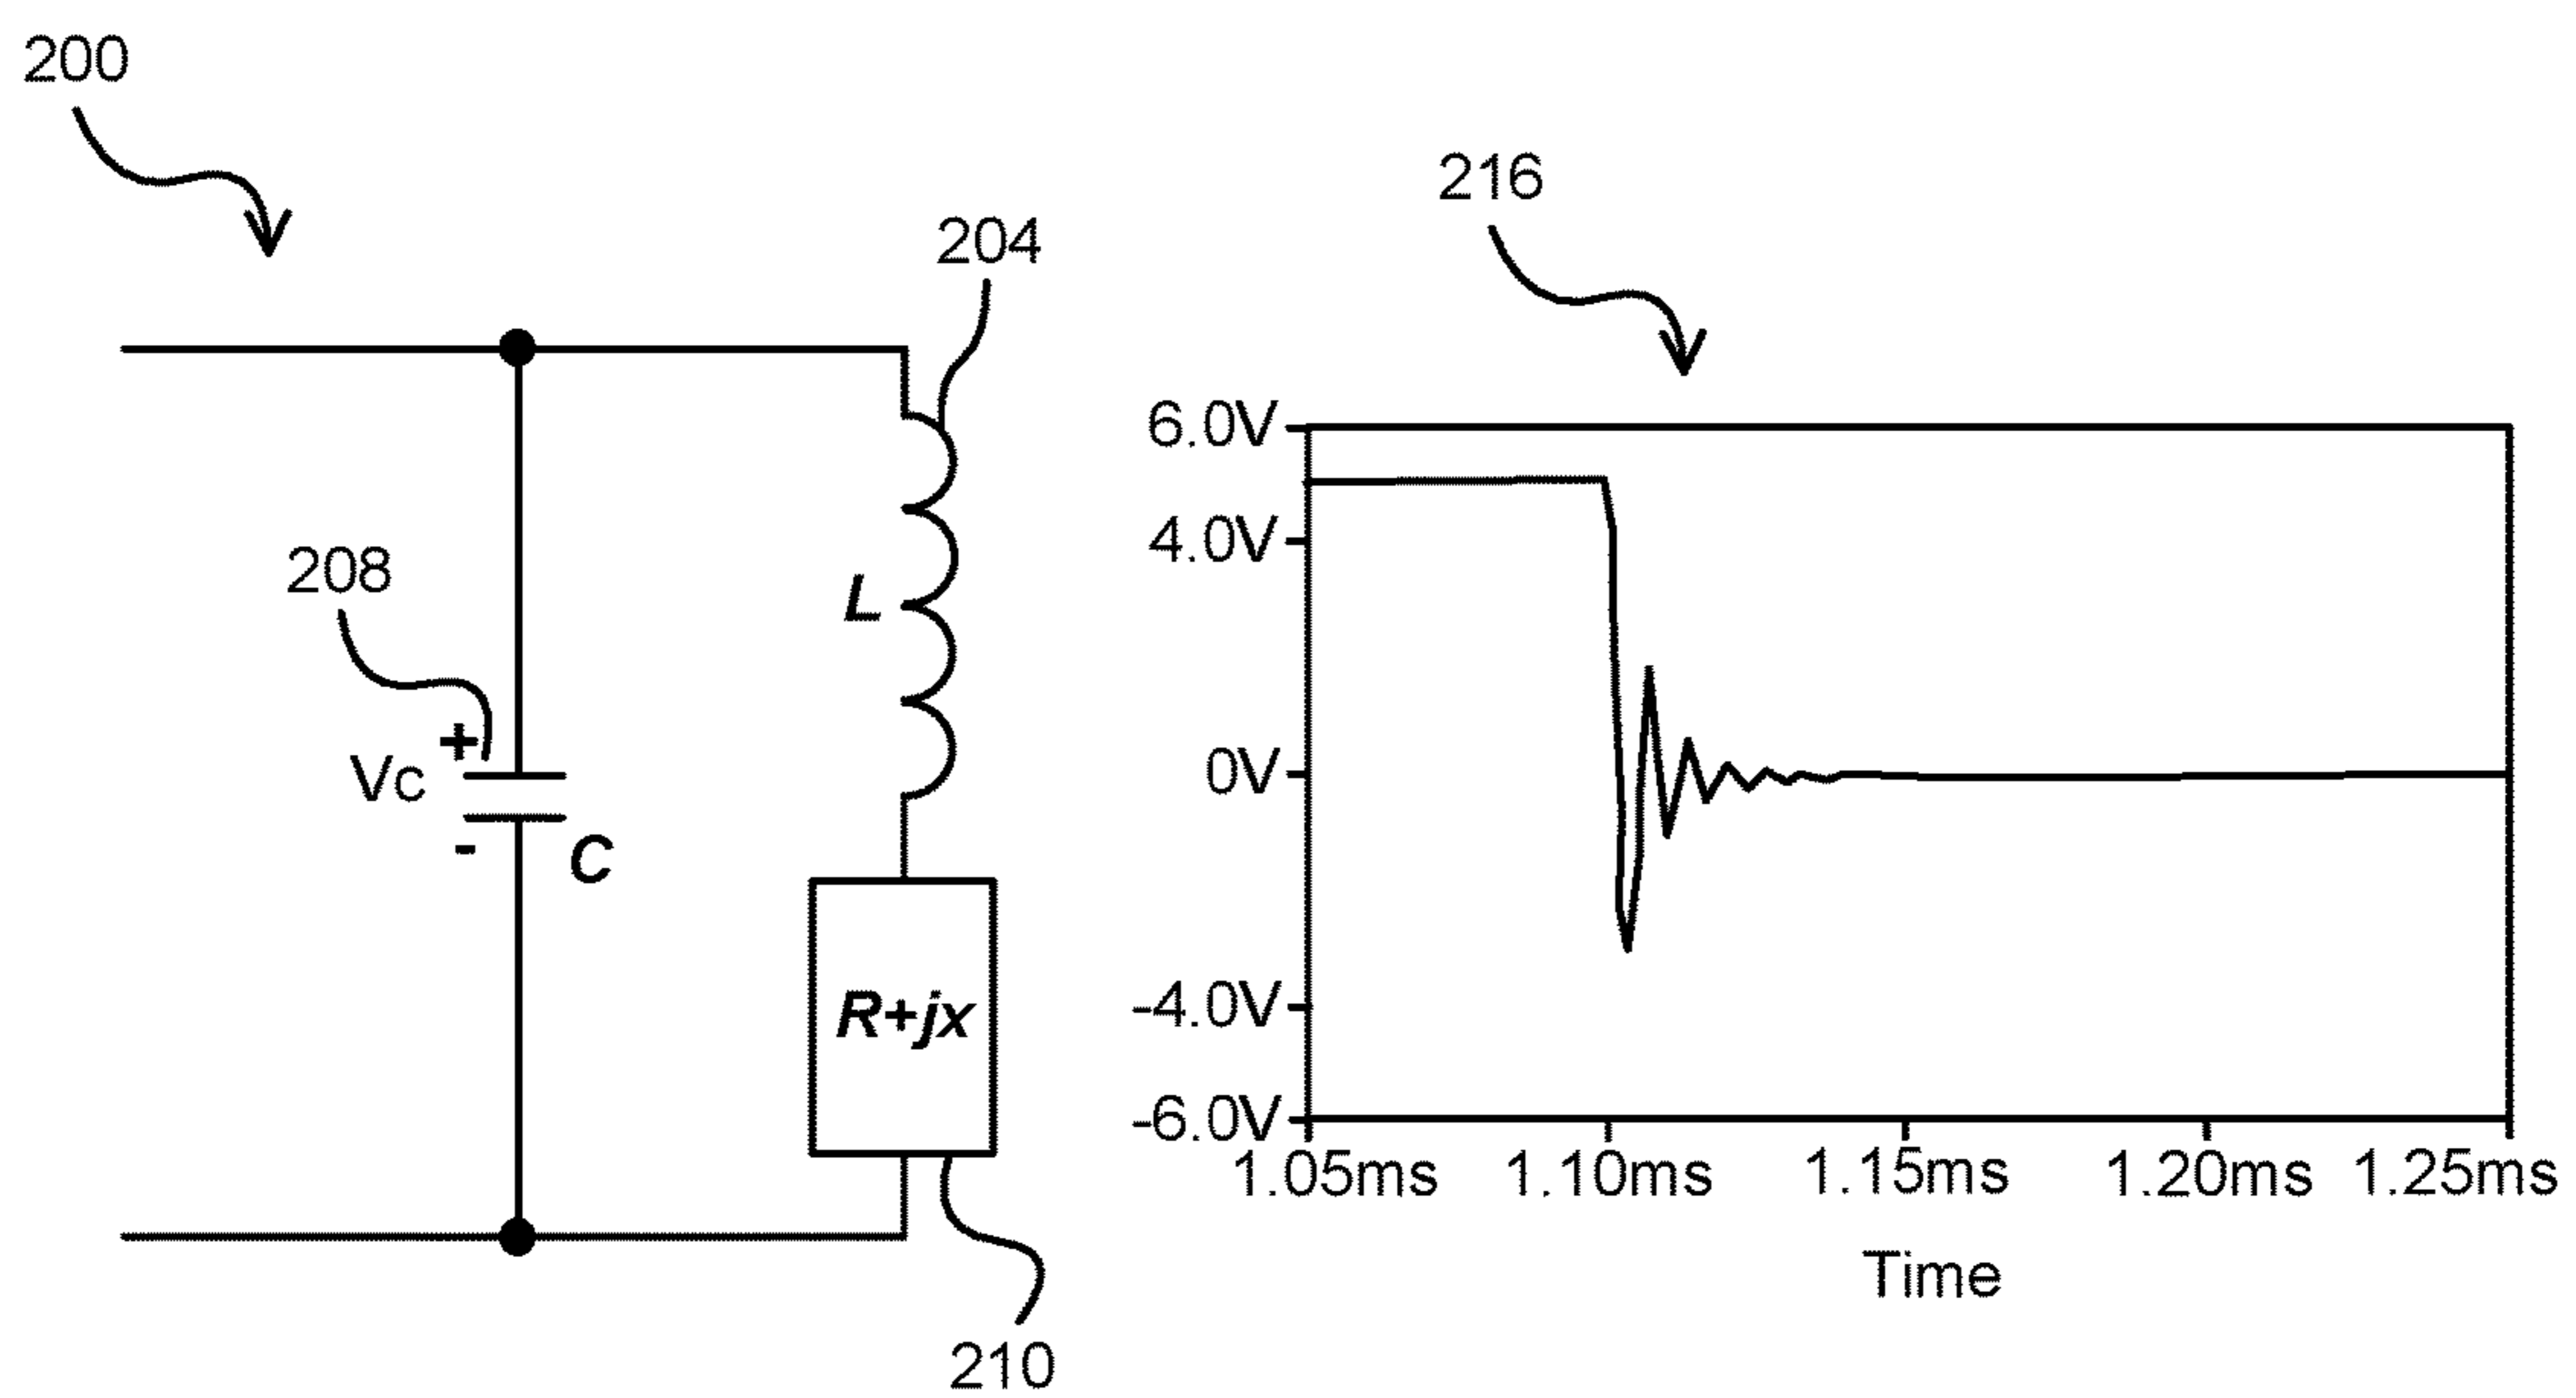 200
204
208
L
+
Vc
-
C
R+jx
210
216
6.0V
4.0V
0V
-4.0V
-6.0V
1.05ms 1.10ms 1.15ms 1.20ms 1.25ms
Time